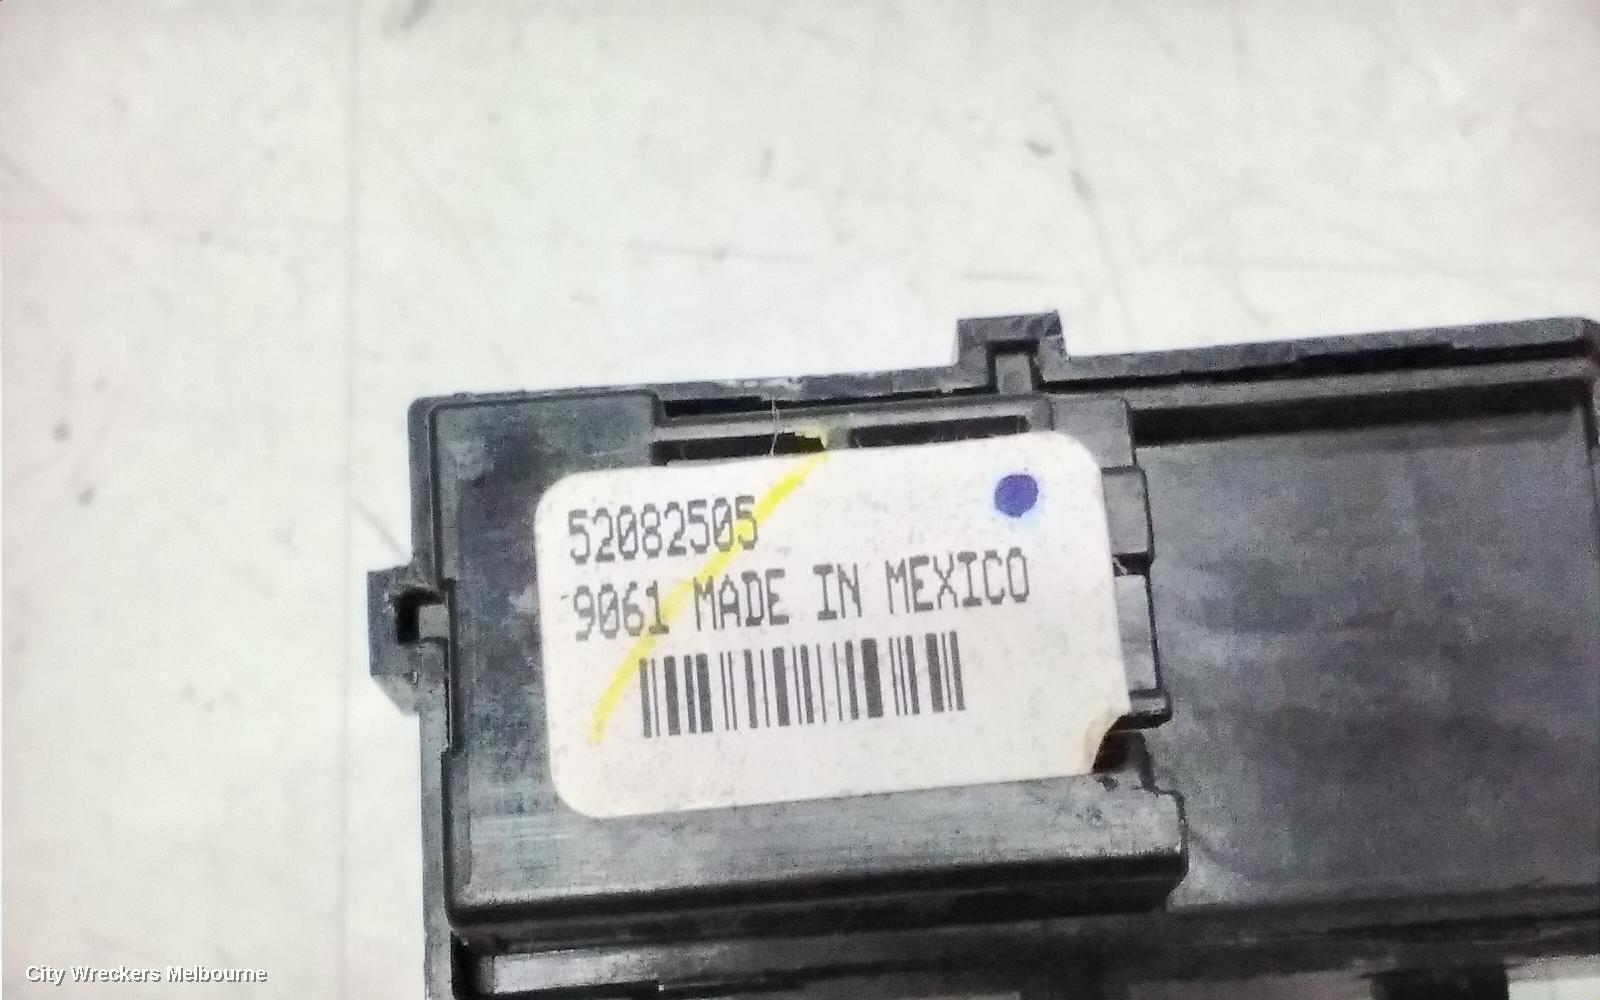 52082505
9061 MADE IN MEXICO
City Wreckers Melbourne